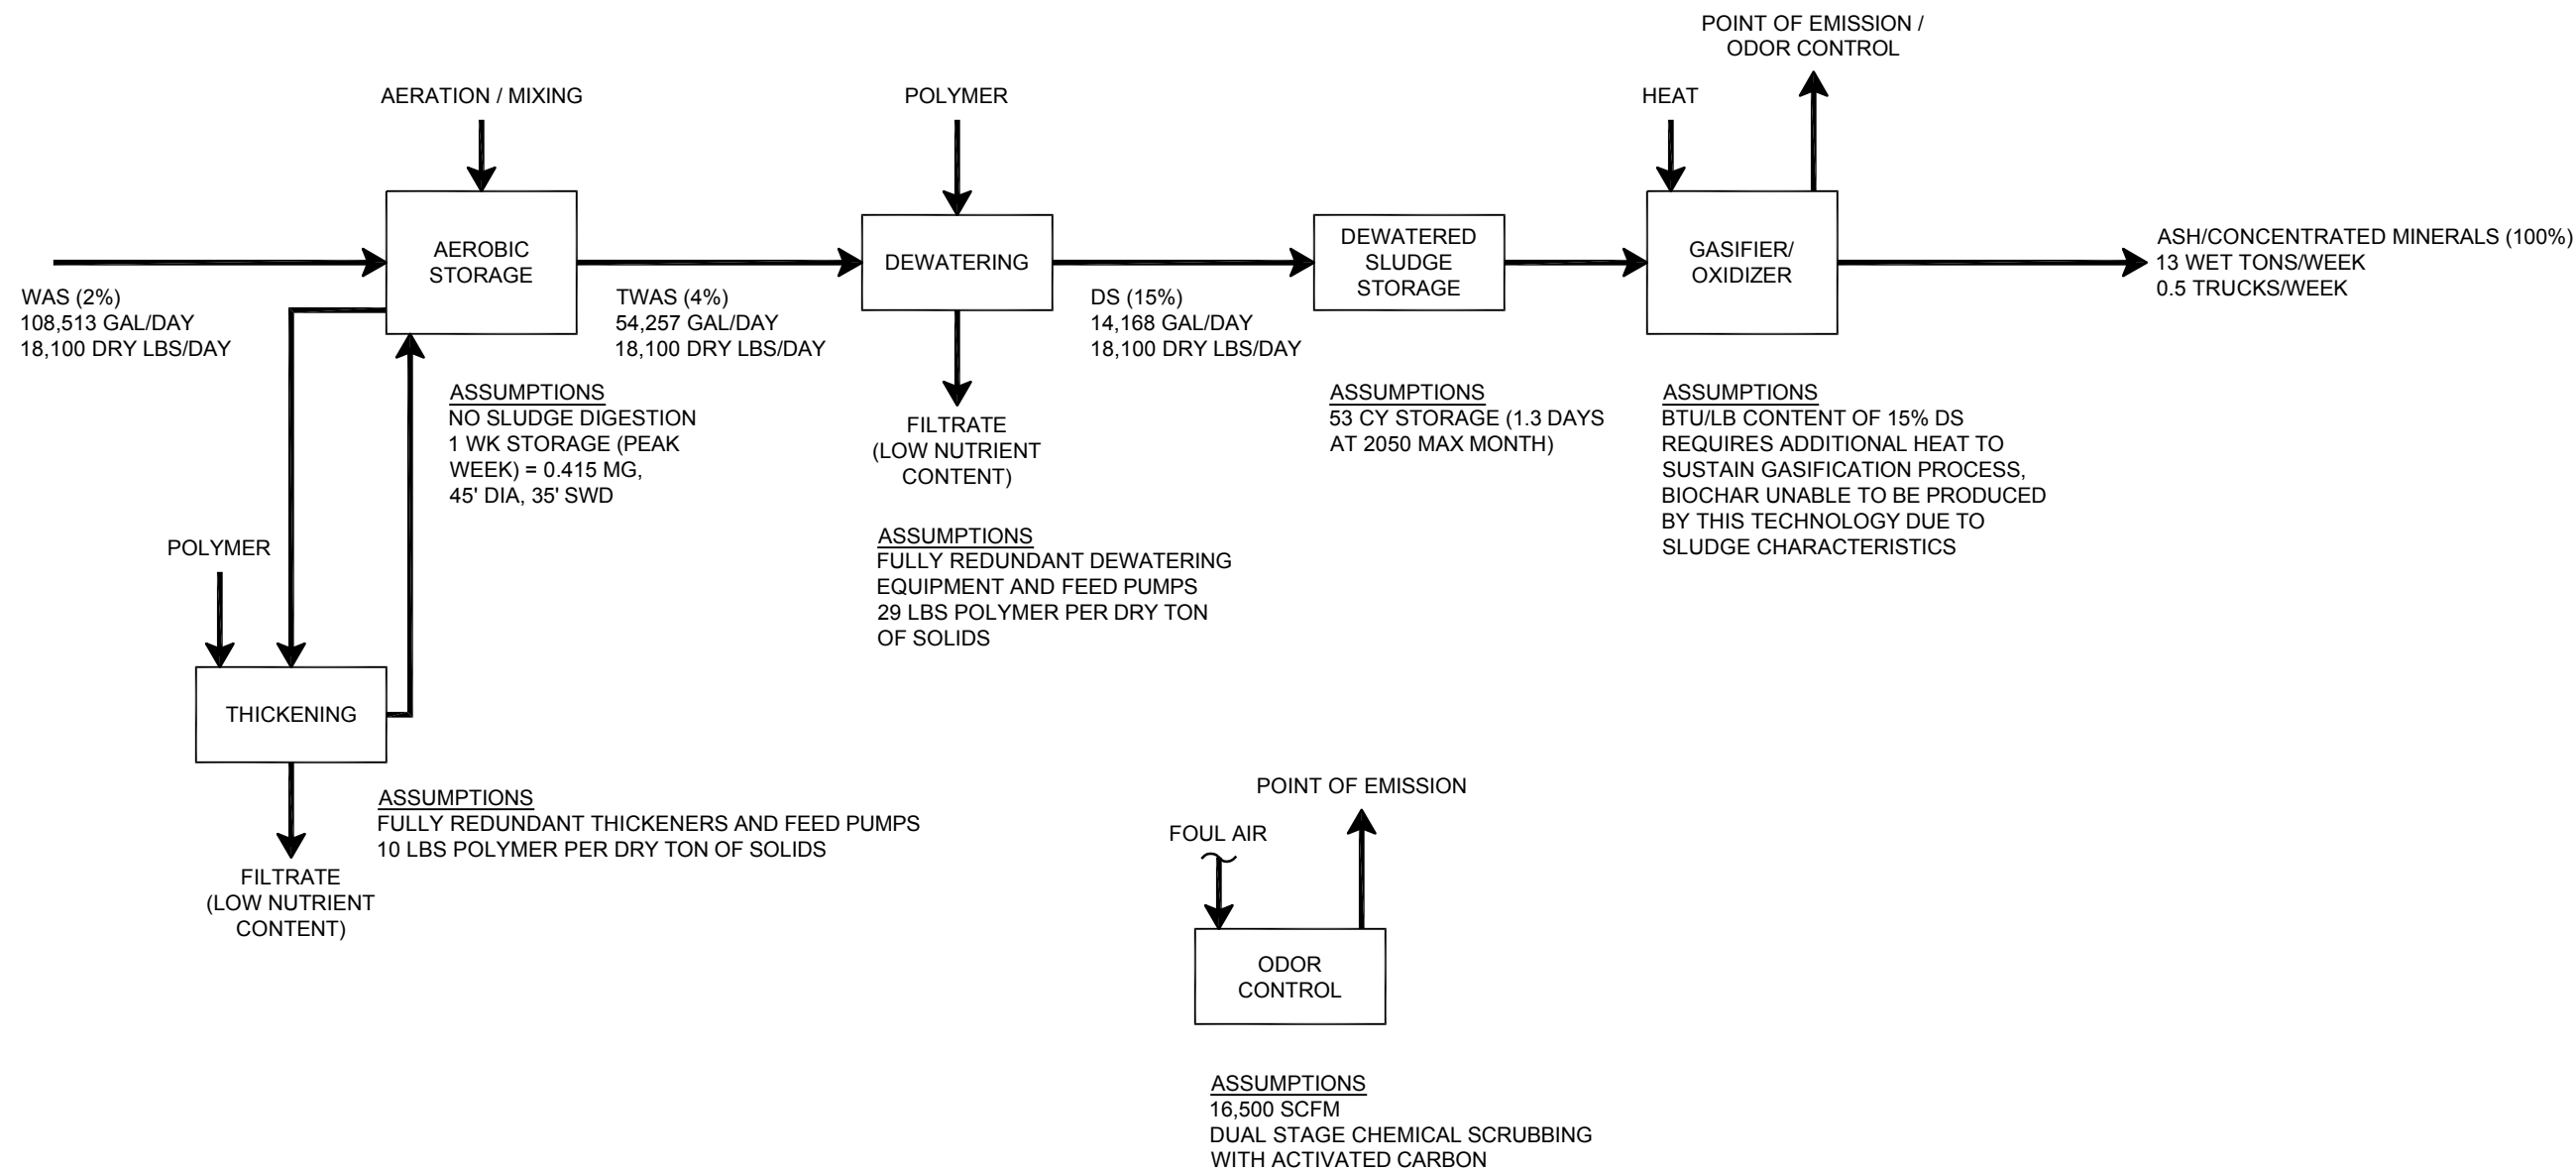 POINT OF EMISSION /
ODOR CONTROL
AERATION / MIXING
POLYMER
HEAT
AEROBIC
STORAGE
DEWATERING
DEWATERED
SLUDGE
STORAGE
GASIFIER/
OXIDIZER
ASH/CONCENTRATED MINERALS (100%)
13 WET TONS/WEEK
0.5 TRUCKS/WEEK
WAS (2%)
108,513 GAL/DAY
18,100 DRY LBS/DAY
TWAS (4%)
54,257 GAL/DAY
18,100 DRY LBS/DAY
DS (15%)
14,168 GAL/DAY
18,100 DRY LBS/DAY
ASSUMPTIONS
NO SLUDGE DIGESTION
1 WK STORAGE (PEAK
WEEK) = 0.415 MG,
45' DIA, 35' SWD
FILTRATE
(LOW NUTRIENT
CONTENT)
ASSUMPTIONS
53 CY STORAGE (1.3 DAYS
AT 2050 MAX MONTH)
ASSUMPTIONS
BTU/LB CONTENT OF 15% DS
REQUIRES ADDITIONAL HEAT TO
SUSTAIN GASIFICATION PROCESS,
BIOCHAR UNABLE TO BE PRODUCED
BY THIS TECHNOLOGY DUE TO
SLUDGE CHARACTERISTICS
ASSUMPTIONS
FULLY REDUNDANT DEWATERING
EQUIPMENT AND FEED PUMPS
29 LBS POLYMER PER DRY TON
OF SOLIDS
POLYMER
THICKENING
ASSUMPTIONS
FULLY REDUNDANT THICKENERS AND FEED PUMPS
10 LBS POLYMER PER DRY TON OF SOLIDS
FILTRATE
(LOW NUTRIENT
CONTENT)
POINT OF EMISSION
FOUL AIR
ODOR
CONTROL
ASSUMPTIONS
16,500 SCFM
DUAL STAGE CHEMICAL SCRUBBING
WITH ACTIVATED CARBON